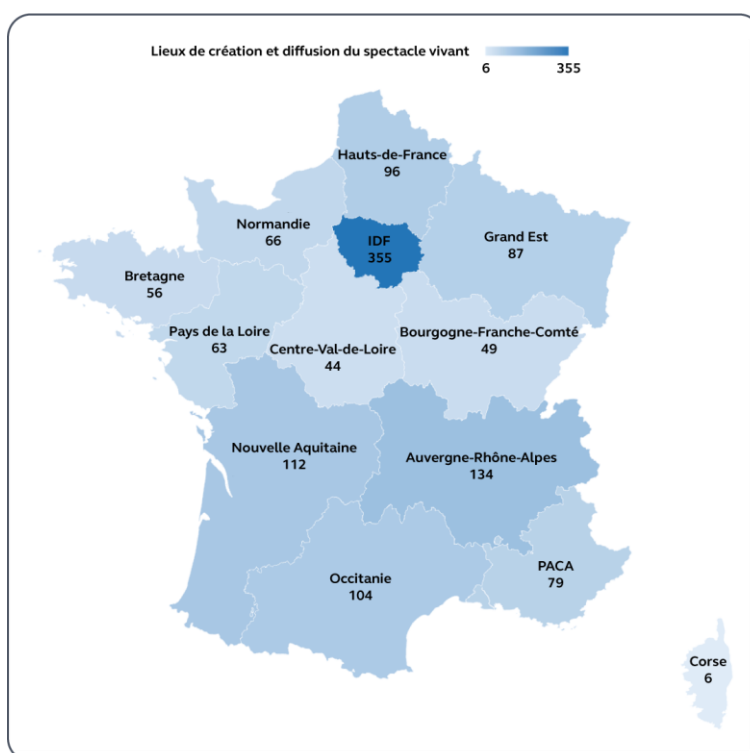 Lieux de création et diffusion du spectacle vivant
6 355
Hauts-de-France
96
Normandie
66
IDF
355
Grand Est
87
Bretagne
56
Pays de la Loire
63
Centre-Val-de-Loire
44
Bourgogne-Franche-Comté
49
Nouvelle Aquitaine
112
Auvergne-Rhône-Alpes
134
Occitanie
104
PACA
79
Corse
6